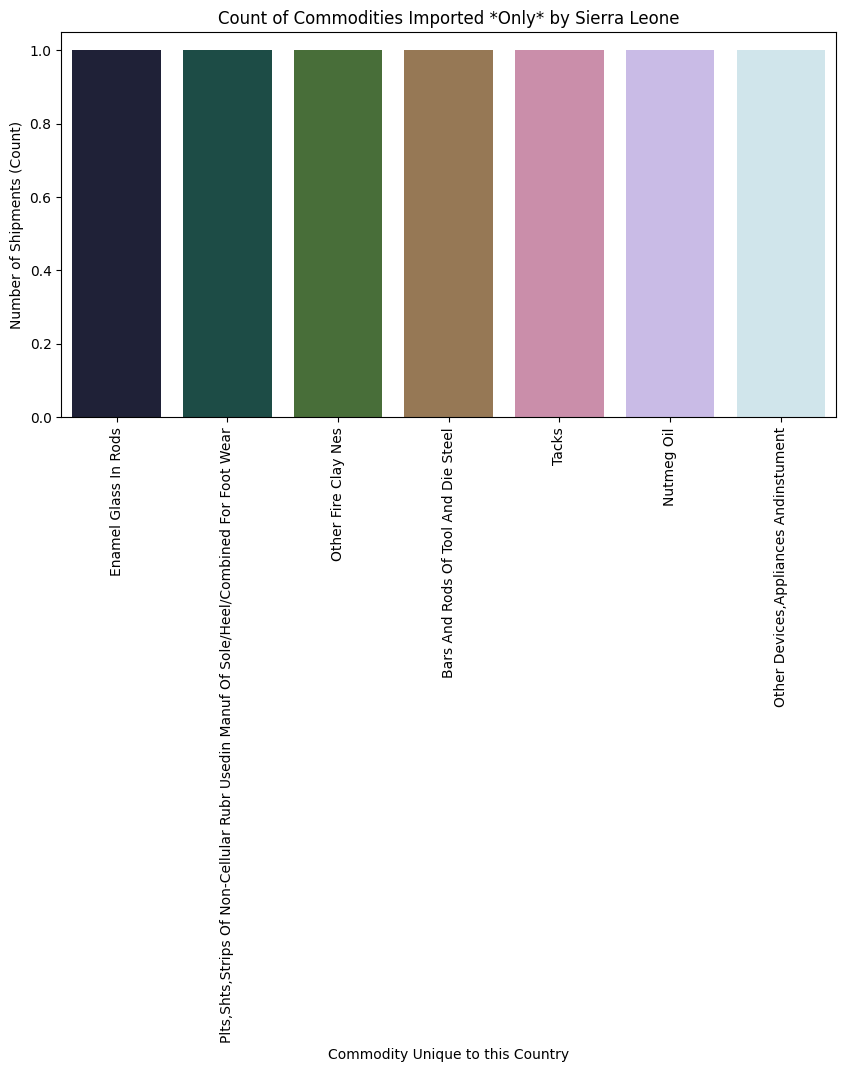 Count of Commodities Imported *Only* by Sierra Leone
Number of Shipments (Count)
1.0
0.8
0.6
0.4
0.2
0.0
Enamel Glass In Rods
Plts,Shts,Strips Of Non-Cellular Rubr Usedin Manuf Of Sole/Heel/Combined For Foot Wear
Other Fire Clay Nes
Bars And Rods Of Tool And Die Steel
Tacks
Nutmeg Oil
Other Devices,Appliances Andinstument
Commodity Unique to this Country